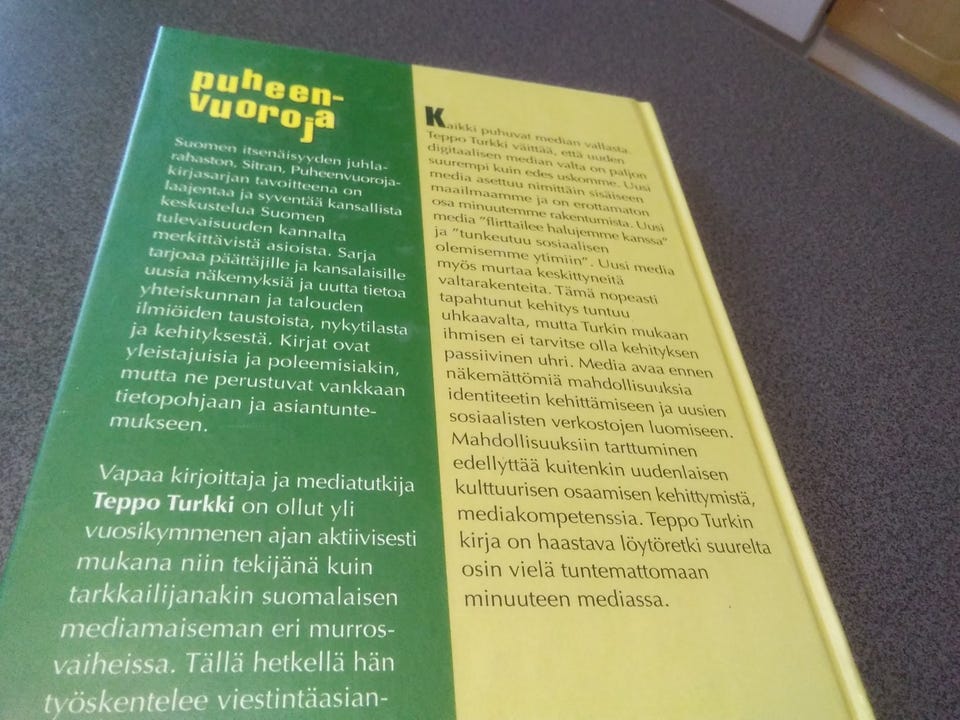 puheen-
vuoroja
Suomen itsenäisyyden juhla-
rahaston, Sitran, Puheenvuoroja-
kirjasarjan tavoitteena on
laajentaa ja syventää kansallista
keskustelua Suomen
tulevaisuuden kannalta
merkittävistä asioista. Sarja
tarjoaa päättäjille ja kansalaisille
uusia näkemyksiä ja uutta tietoa
yhteiskunnan ja talouden
ilmiöiden taustoista, nykytilasta
ja kehityksestä. Kirjat ovat
yleistajuisia ja poleemisiakin,
mutta ne perustuvat vankkaan
tietopohjaan ja asiantunte-
mukseen.
Vapaa kirjoittaja ja mediatutkija
Teppo Turkki on ollut yli
vuosikymmenen ajan aktiivisesti
mukana niin tekijänä kuin
tarkkailijanakin suomalaisen
mediamaiseman eri murros-
vaiheissa. Tällä hetkellä hän
työskentelee viestintäasian-
Kaikki puhuvat median vallasta.
Teppo Turkki väittää, että uuden
digitaalisen median valta on paljon
suurempi kuin edes uskomme. Uusi
media asettuu nimittäin sisäiseen
maailmaamme ja on erottamaton
osa minuutemme rakentumista. Uusi
media "flirttailee halujemme kanssa"
ja "tunkeutuu sosiaalisen
olemisemme ytimiin". Uusi media
myös murtaa keskittyneitä
valtarakenteita. Tämä nopeasti
tapahtunut kehitys tuntuu
uhkaavalta, mutta Turkin mukaan
ihmisen ei tarvitse olla kehityksen
passiivinen uhri. Media avaa ennen
näkemättömiä mahdollisuuksia
identiteetin kehittämiseen ja uusien
sosiaalisten verkostojen luomiseen.
Mahdollisuuksiin tarttuminen
edellyttää kuitenkin uudenlaisen
kulttuurisen osaamisen kehittymistä,
mediakompetenssia. Teppo Turkin
kirja on haastava löytöretki suurelta
osin vielä tuntemattomaan
minuuteen mediassa.